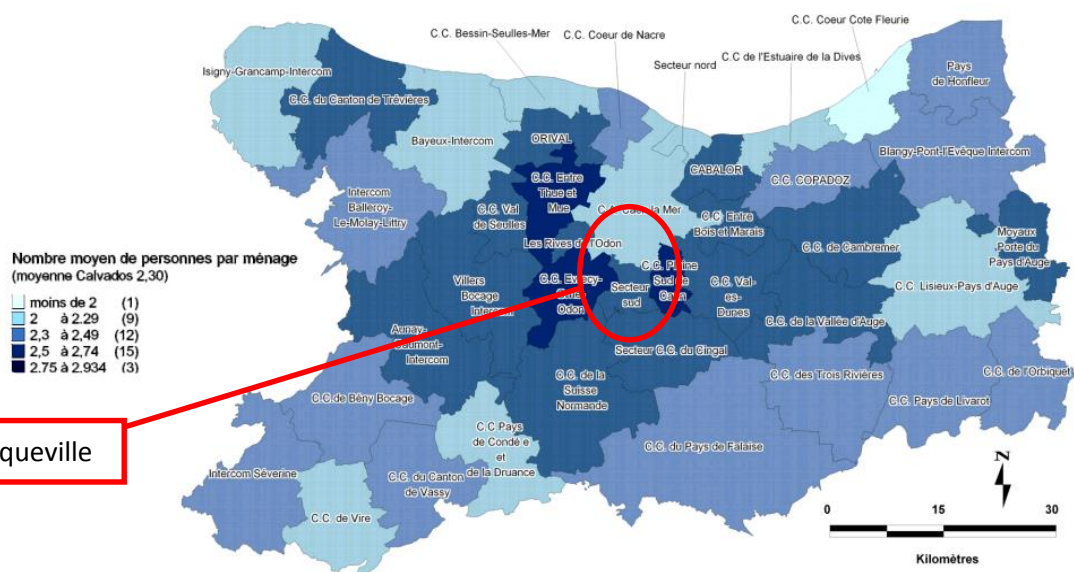 C.C. Coeur Cote Fleurie
C.C. Bessin-Seulles-Mer
C.C. Coeur de Nacre
C.C de l'Estuaire de la Dives
Secteur nord
Pays
de Honfleur
Isigny-Grancamp-Intercom
C.C. du Canton de Trévières
Bayeux-Intercom
ORIVAL
Blangy-Pont-l'Evêque Intercom
CABALOR
C.C. COPADOZ
C.C. Entre
Thue et
Mue
Intercom
Balleroy-
Le-Molay-Littry
C.C. Val
de Seulles
C.A. Caen la Mer
C.C. Entre
Bois et Marais
Les Rives de l'Odon
C.C. de Cambremer
Moyaux
Porte du
Pays d'Auge
Nombre moyen de personnes par ménage
(moyenne Calvados 2,30)
moins de 2 (1)
2 à 2.29 (9)
2,3 à 2,49 (12)
2,5 à 2,74 (15)
2.75 à 2.934 (3)
Villers
Bocage
Intercom
C.C. Evrecy-
Orne
Odon
Secteur
sud
C.C. Plaine
Sud de
Caen
C.C. Val
es-
Dunes
C.C. Lisieux-Pays d'Auge
C.C. de la Vallée d'Auge
Aunay-
Caumont-
Intercom
Secteur C.C. du Cingal
C.C. de la
Suisse
Normande
C.C. des Trois Rivières
C.C. de l'Orbiquet
C.C. Pays de Livarot
C.C. de Bény Bocage
C.C Pays
de Condé e
et
de la Druance
C.C. du Pays de Falaise
queville
Intercom Séverine
C.C. du Canton
de Vassy
C.C. de Vire
N
0 15 30
Kilomètres